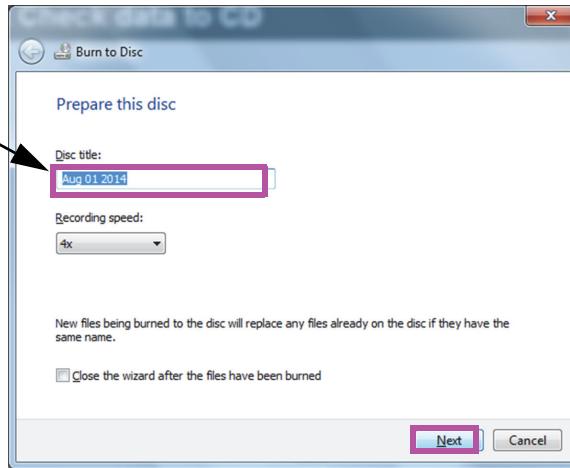 Check data to CD
Burn to Disc
Prepare this disc
Disc title:
Aug 01 2014
Recording speed:
4x
New files being burned to the disc will replace any files already on the disc if they have the
same name.
Close the wizard after the files have been burned
Next Cancel